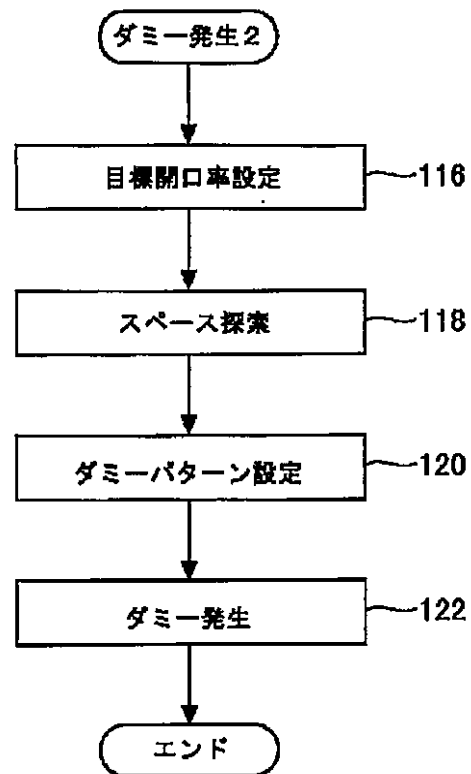 ダミー発生2
目標開口率設定
116
スペース探索
118
ダミーパターン設定
120
ダミー発生
122
エンド